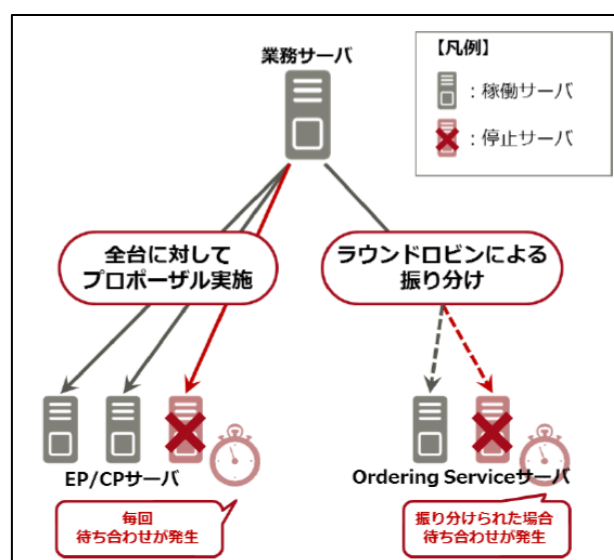 業務サーバ
【凡例】
：稼働サーバ
：停止サーバ
全台に対して
プロポーザル実施
ラウンドロビンによる
振り分け
EP/CPサーバ
Ordering Serviceサーバ
毎回
待ち合わせが発生
振り分けられた場合
待ち合わせが発生